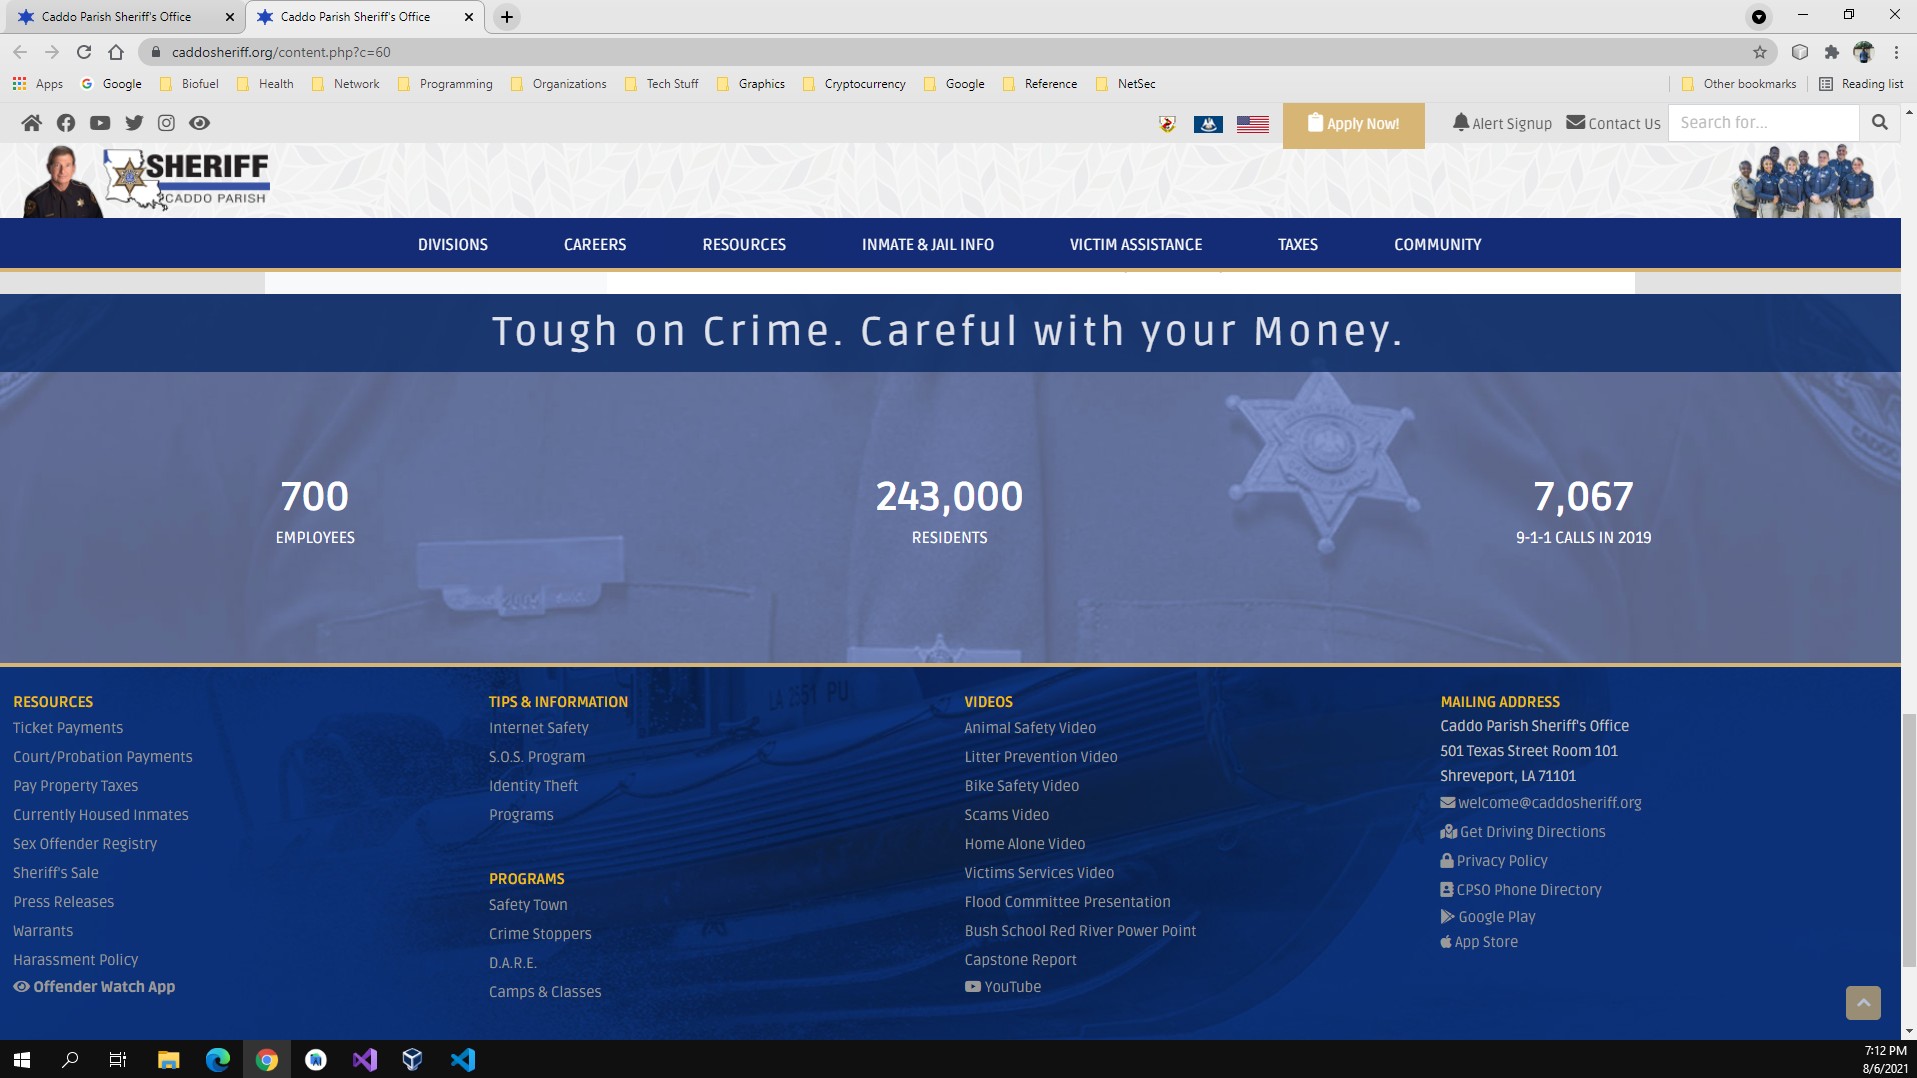 Caddo Parish Sheriff's Office
Caddo Parish Sheriff's Office
caddosheriff.org/content.php?c=60
Apps Google Biofuel Health Network Programming Organizations Tech Stuff Graphics Cryptocurrency Google Reference NetSec Other bookmarks Reading list
Apply Now! Alert Signup Contact Us Search for...
SHERIFF
CADDO PARISH
DIVISIONS CAREERS RESOURCES INMATE & JAIL INFO VICTIM ASSISTANCE TAXES COMMUNITY
Tough on Crime. Careful with your Money.
700
EMPLOYEES
243,000
RESIDENTS
7,067
9-1-1 CALLS IN 2019
LA 2551 PU
RESOURCES
Ticket Payments
Court/Probation Payments
Pay Property Taxes
Currently Housed Inmates
Sex Offender Registry
Sheriff's Sale
Press Releases
Warrants
Harassment Policy
Offender Watch App
TIPS & INFORMATION
Internet Safety
S.O.S. Program
Identity Theft
Programs
PROGRAMS
Safety Town
Crime Stoppers
D.A.R.E.
Camps & Classes
VIDEOS
Animal Safety Video
Litter Prevention Video
Bike Safety Video
Scams Video
Home Alone Video
Victims Services Video
Flood Committee Presentation
Bush School Red River Power Point
Capstone Report
YouTube
MAILING ADDRESS
Caddo Parish Sheriff's Office
501 Texas Street Room 101
Shreveport, LA 71101
welcome@caddosheriff.org
Get Driving Directions
Privacy Policy
CPSO Phone Directory
Google Play
App Store
7:12 PM
8/6/2021